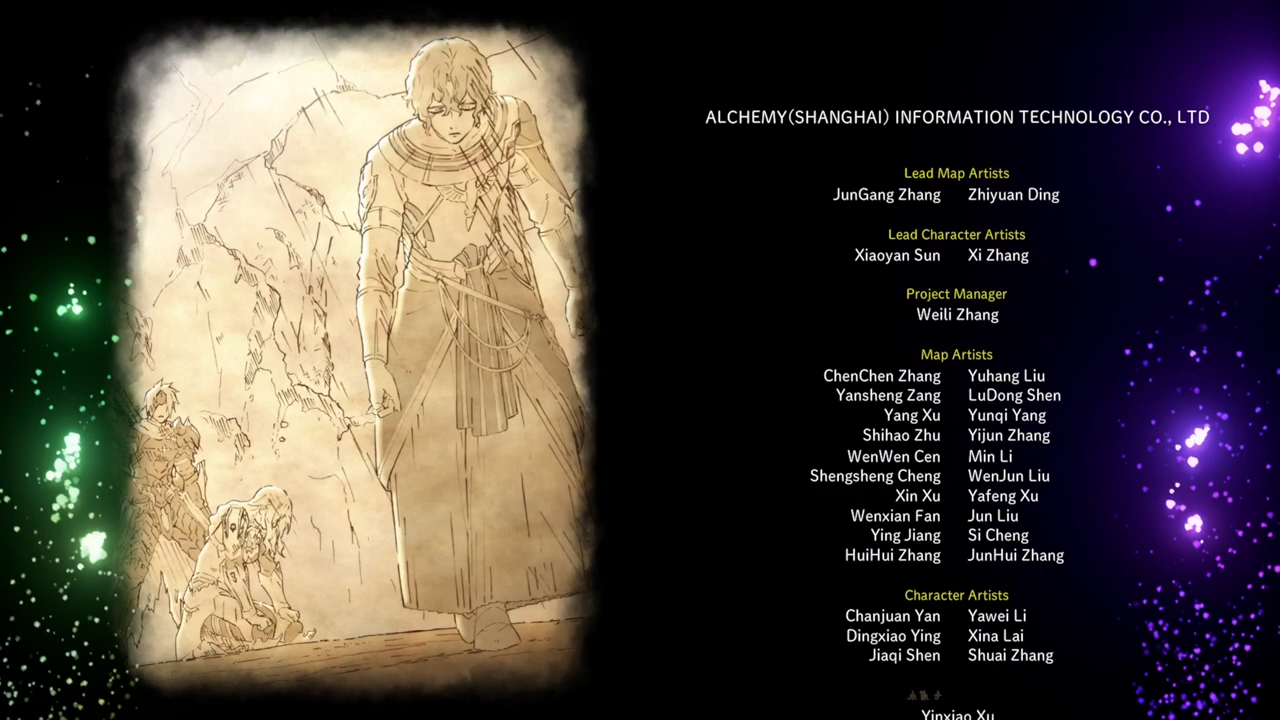 ALCHEMY(SHANGHAI) INFORMATION TECHNOLOGY CO., LTD
Lead Map Artists
JunGang Zhang Zhiyuan Ding
Lead Character Artists
Xiaoyan Sun Xi Zhang
Project Manager
Weili Zhang
Map Artists
ChenChen Zhang Yuhang Liu
Yansheng Zang LuDong Shen
Yang Xu Yunqi Yang
Shihao Zhu Yijun Zhang
WenWen Cen Min Li
Shengsheng Cheng WenJun Liu
Xin Xu Yafeng Xu
Wenxian Fan Jun Liu
Ying Jiang Si Cheng
HuiHui Zhang JunHui Zhang
Character Artists
Chanjuan Yan Yawei Li
Dingxiao Ying Xina Lai
Jiaqi Shen Shuai Zhang
Yinxiao Xu